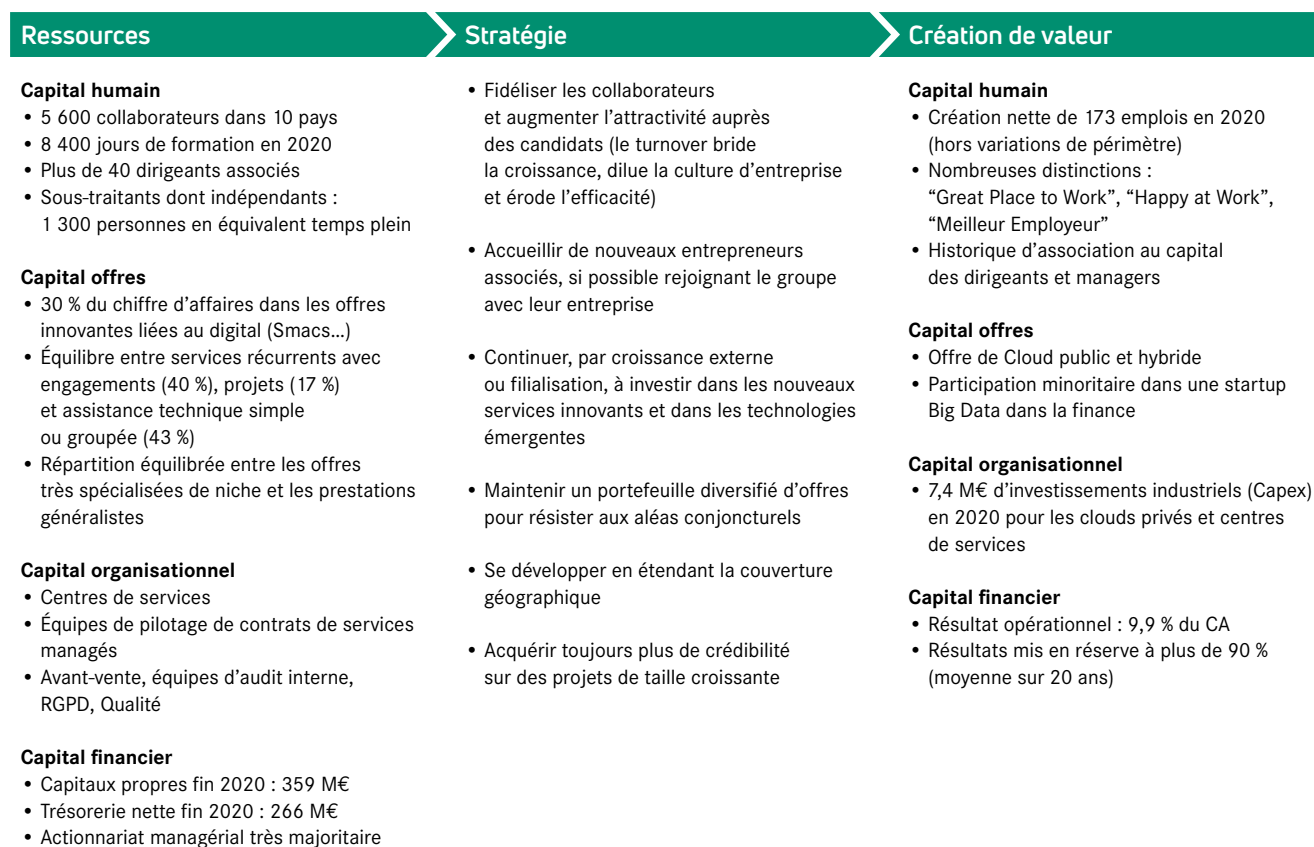 Ressources
Capital humain
• 5 600 collaborateurs dans 10 pays
• 8 400 jours de formation en 2020
• Plus de 40 dirigeants associés
• Sous-traitants dont indépendants :
1 300 personnes en équivalent temps plein
Capital offres
• 30 % du chiffre d’affaires dans les offres
innovantes liées au digital (Smacs...)
• Équilibre entre services récurrents avec
engagements (40 %), projets (17 %)
et assistance technique simple
ou groupée (43 %)
• Répartition équilibrée entre les offres
très spécialisées de niche et les prestations
généralistes
Capital organisationnel
• Centres de services
• Équipes de pilotage de contrats de services
managés
• Avant-vente, équipes d’audit interne,
RGPD, Qualité
Capital financier
• Capitaux propres fin 2020 : 359 M€
• Trésorerie nette fin 2020 : 266 M€
• Actionnariat managérial très majoritaire
Stratégie
• Fidéliser les collaborateurs
et augmenter l’attractivité auprès
des candidats (le turnover bride
la croissance, dilue la culture d’entreprise
et érode l’efficacité)
• Accueillir de nouveaux entrepreneurs
associés, si possible rejoignant le groupe
avec leur entreprise
• Continuer, par croissance externe
ou filialisation, à investir dans les nouveaux
services innovants et dans les technologies
émergentes
• Maintenir un portefeuille diversifié d’offres
pour résister aux aléas conjoncturels
• Se développer en étendant la couverture
géographique
• Acquérir toujours plus de crédibilité
sur des projets de taille croissante
Création de valeur
Capital humain
• Création nette de 173 emplois en 2020
(hors variations de périmètre)
• Nombreuses distinctions :
“Great Place to Work”, “Happy at Work”,
“Meilleur Employeur”
• Historique d’association au capital
des dirigeants et managers
Capital offres
• Offre de Cloud public et hybride
• Participation minoritaire dans une startup
Big Data dans la finance
Capital organisationnel
• 7,4 M€ d’investissements industriels (Capex)
en 2020 pour les clouds privés et centres
de services
Capital financier
• Résultat opérationnel : 9,9 % du CA
• Résultats mis en réserve à plus de 90 %
(moyenne sur 20 ans)